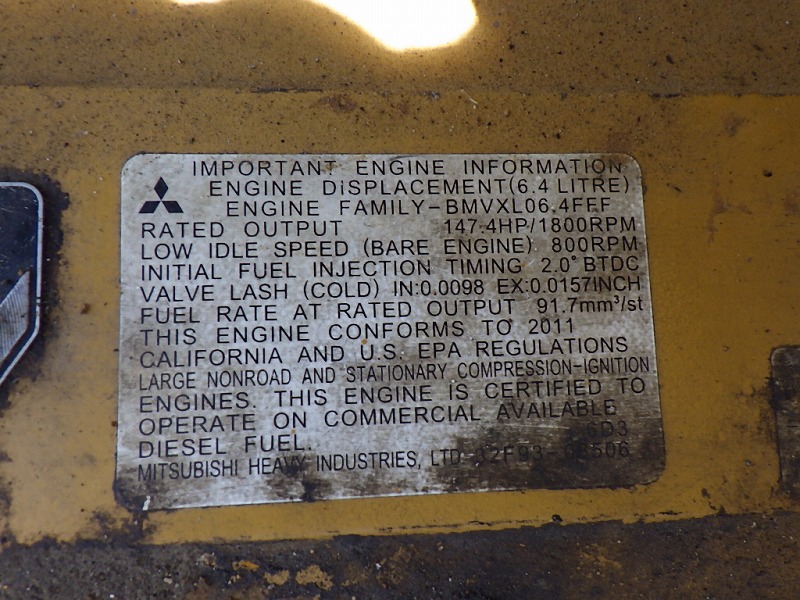 IMPORTANT ENGINE INFORMATION
ENGINE DiSPLACEMENT(6.4 LITRE)
ENGINE FAMILY-BMVXL06.4FFF
RATED OUTPUT 147.4HP/1800RPM
LOW IDLE SPEED (BARE ENGINE) 800RPM
INITIAL FUEL INJECTION TIMING 2.0° BTDC
VALVE LASH (COLD) IN:0.0098 EX:0.0157INCH
FUEL RATE AT RATED OUTPUT 91.7mm³/st
THIS ENGINE CONFORMS TO 2011
CALIFORNIA AND U.S. EPA REGULATIONS
LARGE NONROAD AND STATIONARY COMPRESSION-IGNITION
ENGINES. THIS ENGINE IS CERTIFIED TO
OPERATE ON COMMERCIAL AVAILABLE
DIESEL FUEL. 6D3
MITSUBISHI HEAVY INDUSTRIES, LTD